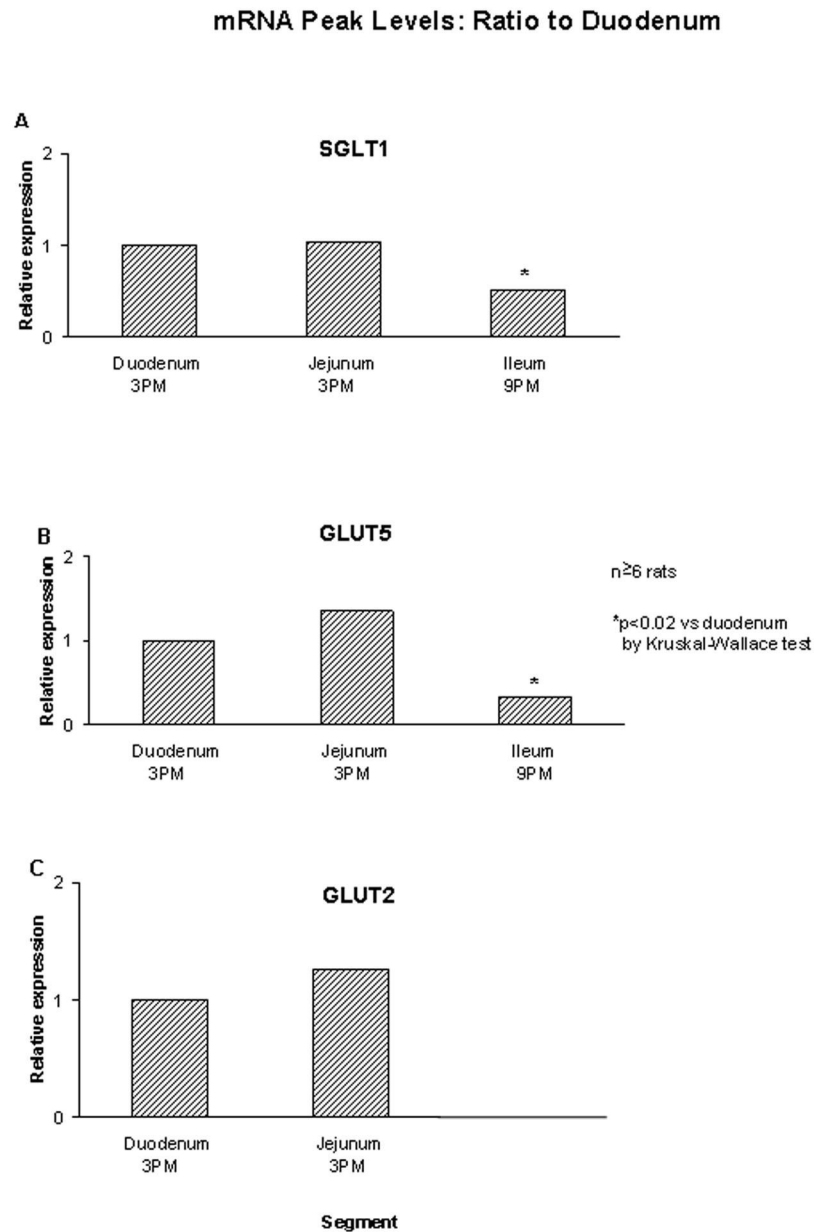 mRNA Peak Levels: Ratio to Duodenum
A
SGLT1
Relative expression
2
1
0
Duodenum
3PM
Jejunum
3PM
Ileum
9PM
*
B
GLUT5
Relative expression
2
1
0
Duodenum
3PM
Jejunum
3PM
Ileum
9PM
*
n≥6 rats
*p<0.02 vs duodenum
by Kruskal-Wallace test
C
GLUT2
Relative expression
2
1
0
Duodenum
3PM
Jejunum
3PM
Segment